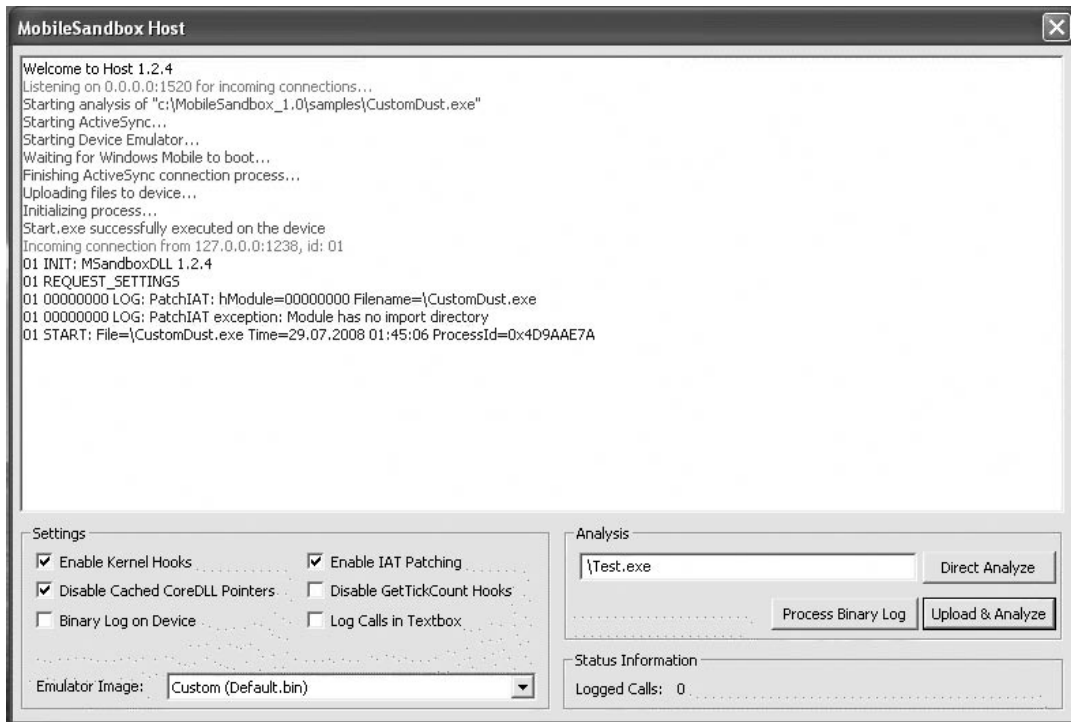 MobileSandbox Host
Welcome to Host 1.2.4
Listening on 0.0.0.0:1520 for incoming connections...
Starting analysis of "c:\MobileSandbox_1.0\samples\CustomDust.exe"
Starting ActiveSync...
Starting Device Emulator...
Waiting for Windows Mobile to boot...
Finishing ActiveSync connection process...
Uploading files to device...
Initializing process...
Start.exe successfully executed on the device
Incoming connection from 127.0.0.0:1238, id: 01
01 INIT: MSandboxDLL 1.2.4
01 REQUEST_SETTINGS
01 00000000 LOG: PatchIAT: hModule=00000000 Filename=\CustomDust.exe
01 00000000 LOG: PatchIAT exception: Module has no import directory
01 START: File=\CustomDust.exe Time=29.07.2008 01:45:06 ProcessId=0x4D9AAE7A
Settings
Enable Kernel Hooks
Enable IAT Patching
Disable Cached CoreDLL Pointers
Disable GetTickCount Hooks
Binary Log on Device
Log Calls in Textbox
Emulator Image: Custom (Default.bin)
Analysis
\Test.exe
Direct Analyze
Process Binary Log
Upload & Analyze
Status Information
Logged Calls: 0